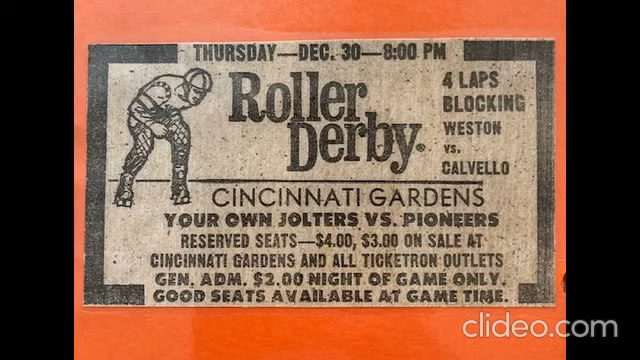 THURSDAY—DEC. 30—8:00 PM
Roller
Derby®
4 LAPS
BLOCKING
WESTON
vs.
CALVELLO
CINCINNATI GARDENS
YOUR OWN JOLTERS VS. PIONEERS
RESERVED SEATS—$4.00, $3.00 ON SALE AT
CINCINNATI GARDENS AND ALL TICKETRON OUTLETS
GEN. ADM. $2.00 NIGHT OF GAME ONLY.
GOOD SEATS AVAILABLE AT GAME TIME.
clideo.com